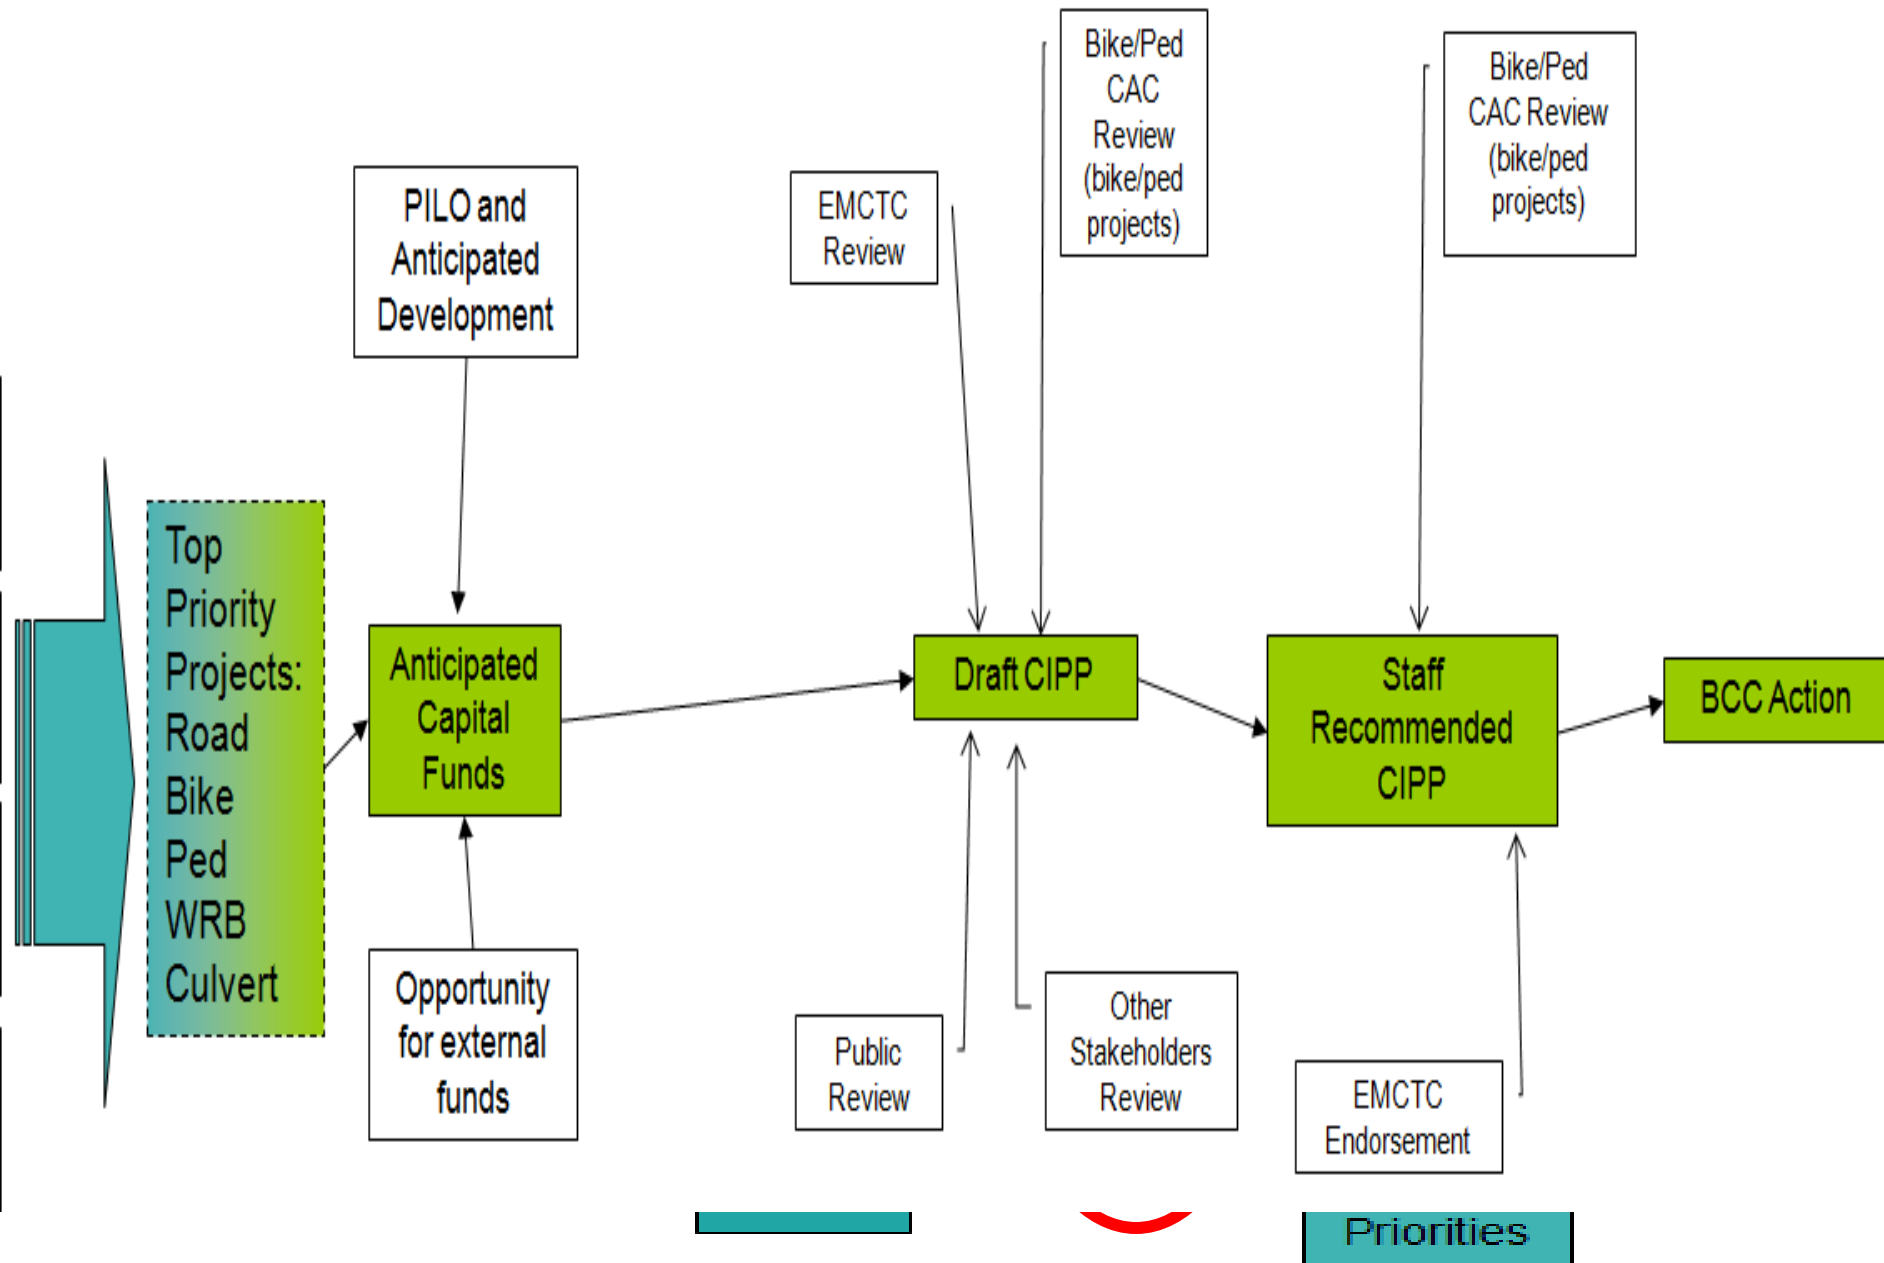 Bike/Ped
CAC
Review
(bike/ped
projects)
Bike/Ped
CAC Review
(bike/ped
projects)
PILO and
Anticipated
Development
EMCTC
Review
Top
Priority
Projects:
Road
Bike
Ped
WRB
Culvert
Anticipated
Capital
Funds
Draft CIPP
Staff
Recommended
CIPP
BCC Action
Opportunity
for external
funds
Public
Review
Other
Stakeholders
Review
EMCTC
Endorsement
Priorities